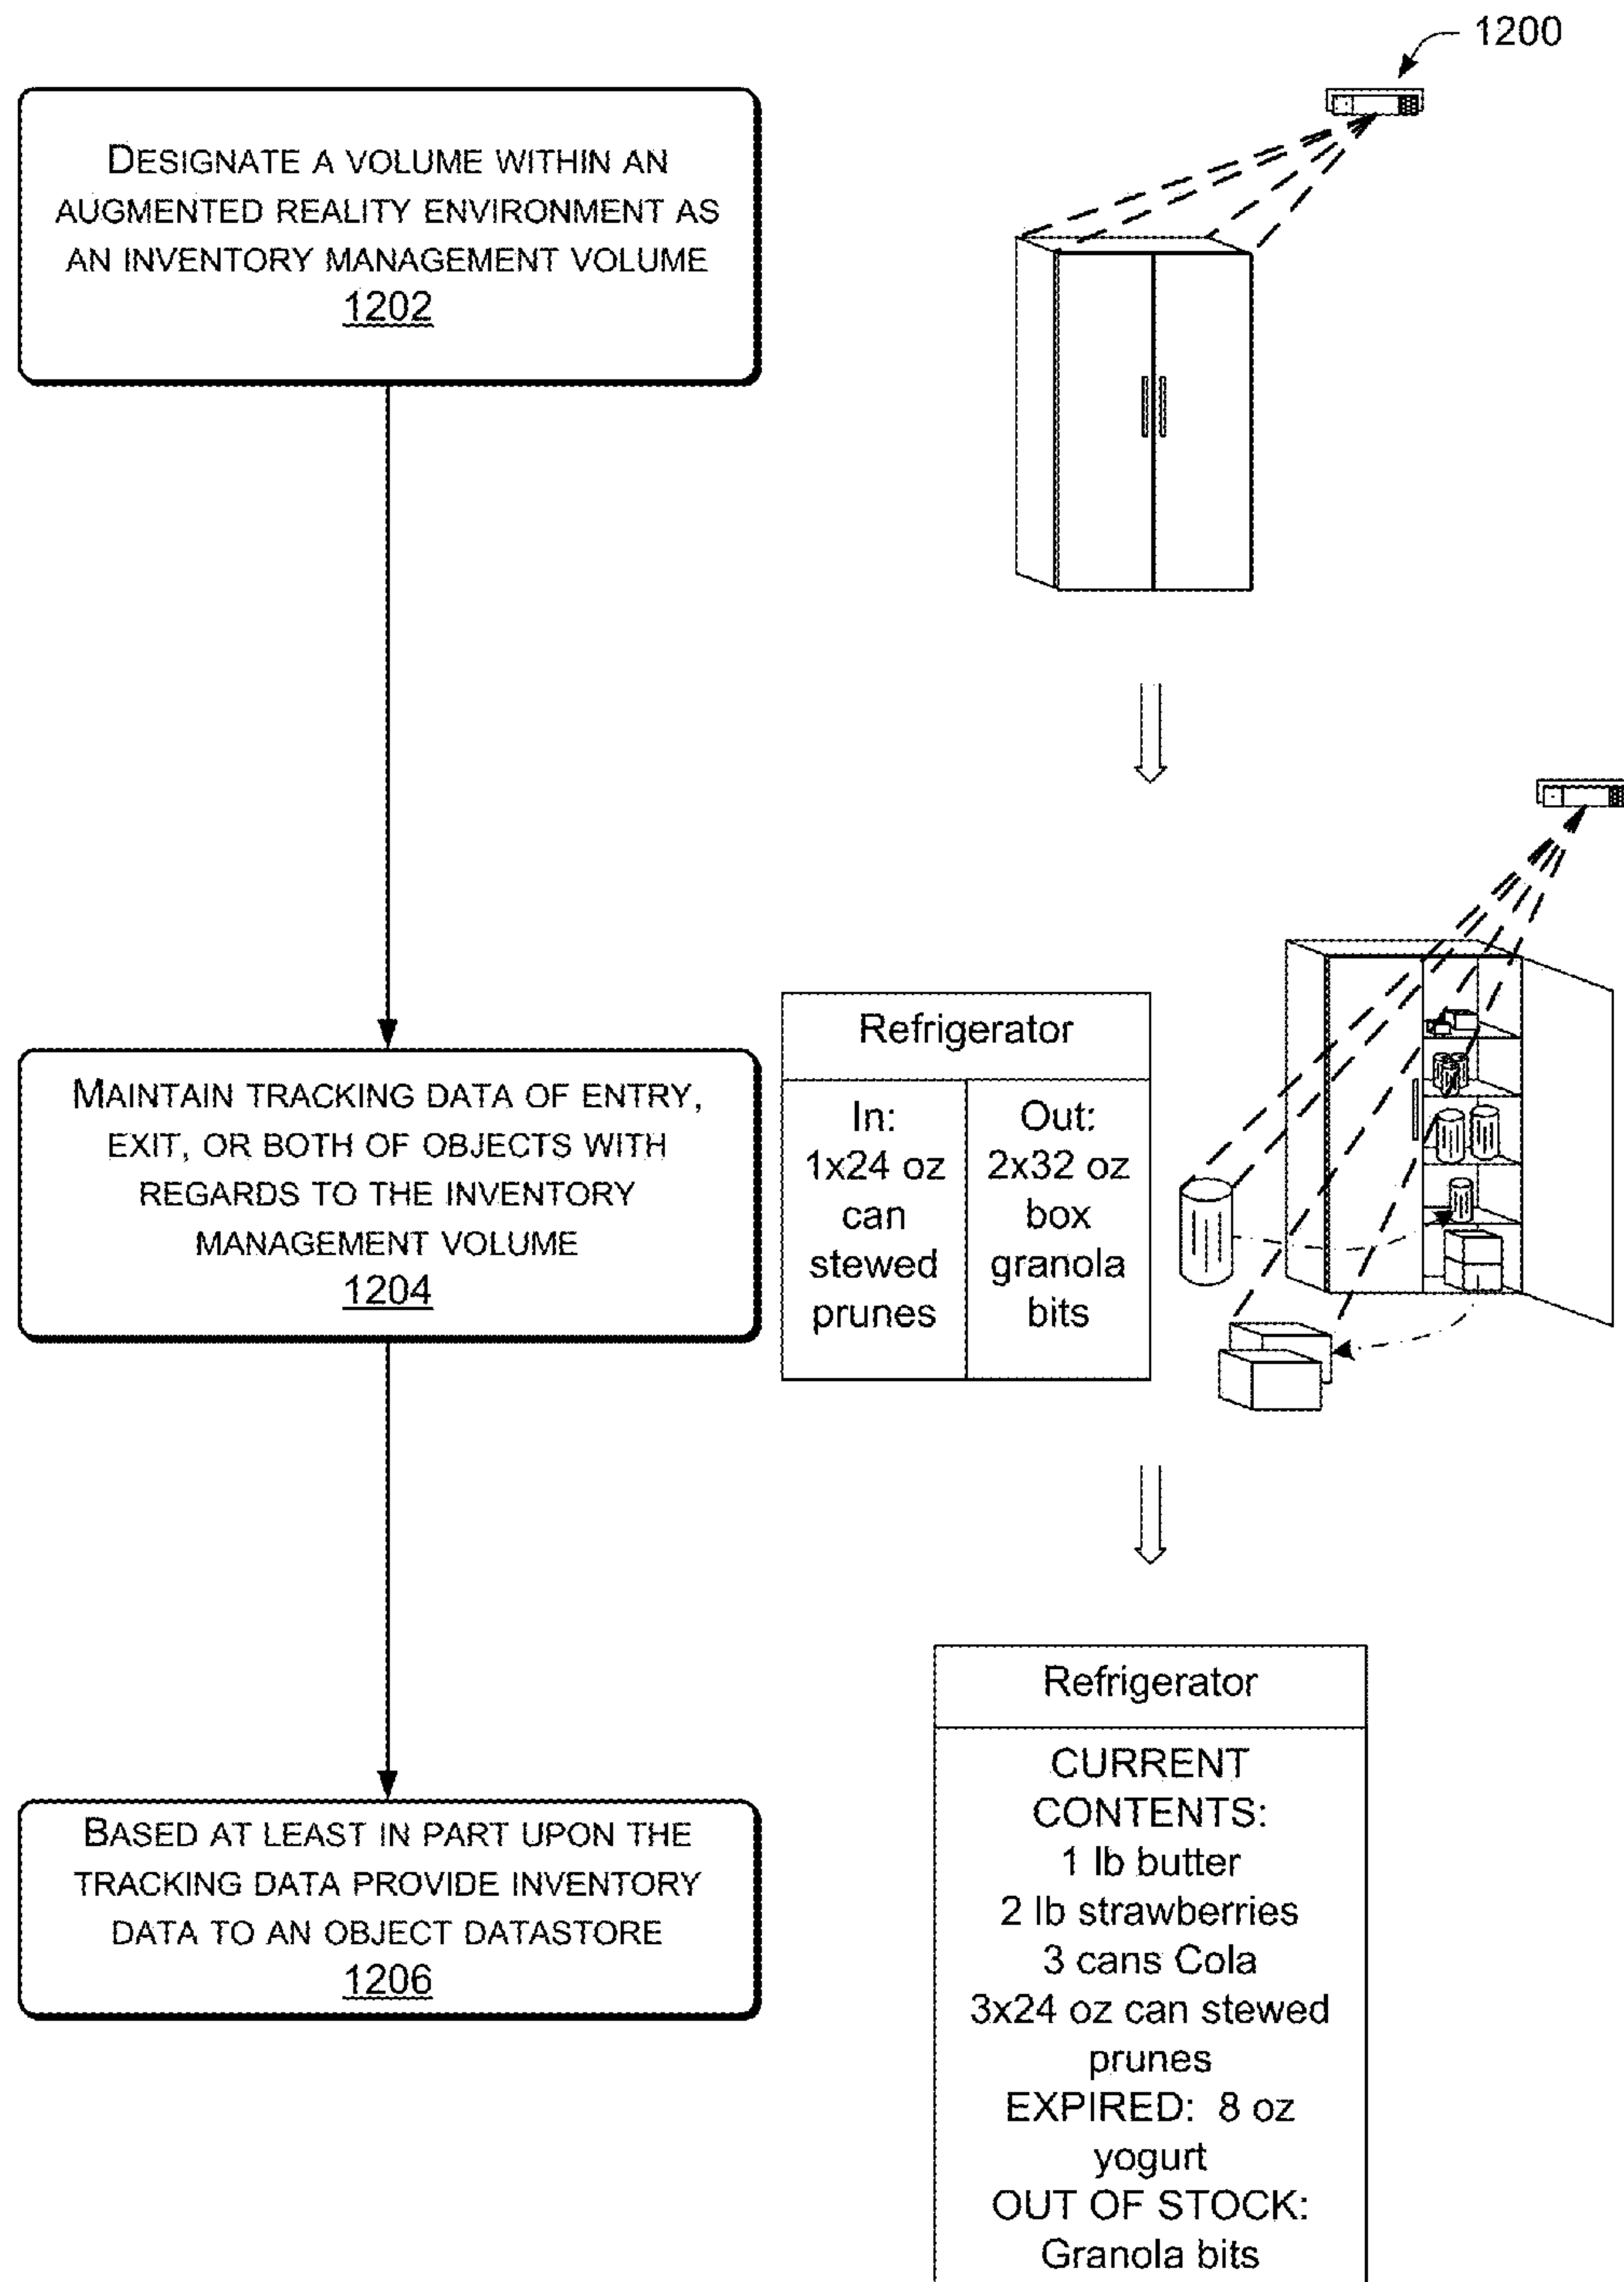 1200
DESIGNATE A VOLUME WITHIN AN
AUGMENTED REALITY ENVIRONMENT AS
AN INVENTORY MANAGEMENT VOLUME
1202
MAINTAIN TRACKING DATA OF ENTRY,
EXIT, OR BOTH OF OBJECTS WITH
REGARDS TO THE INVENTORY
MANAGEMENT VOLUME
1204
Refrigerator
In:
1x24 oz
can
stewed
prunes
Out:
2x32 oz
box
granola
bits
BASED AT LEAST IN PART UPON THE
TRACKING DATA PROVIDE INVENTORY
DATA TO AN OBJECT DATASTORE
1206
Refrigerator
CURRENT
CONTENTS:
1 lb butter
2 lb strawberries
3 cans Cola
3x24 oz can stewed
prunes
EXPIRED: 8 oz
yogurt
OUT OF STOCK:
Granola bits